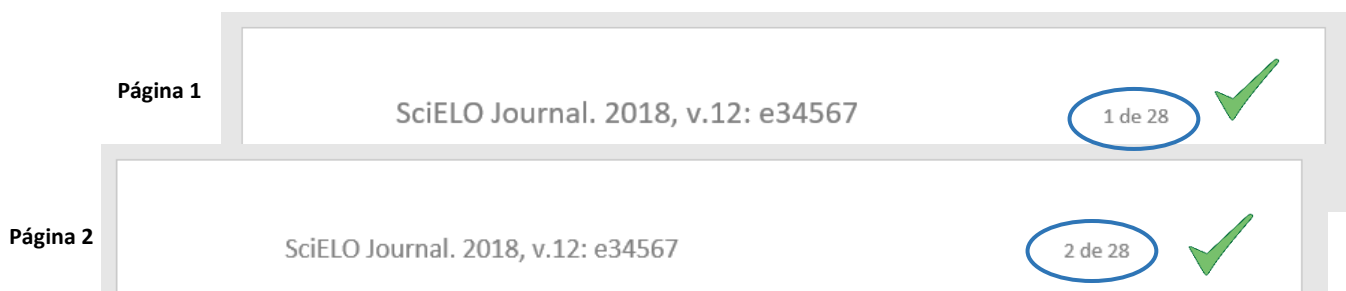 Página 1
SciELO Journal. 2018, v.12: e34567 1 de 28
Página 2
SciELO Journal. 2018, v.12: e34567 2 de 28